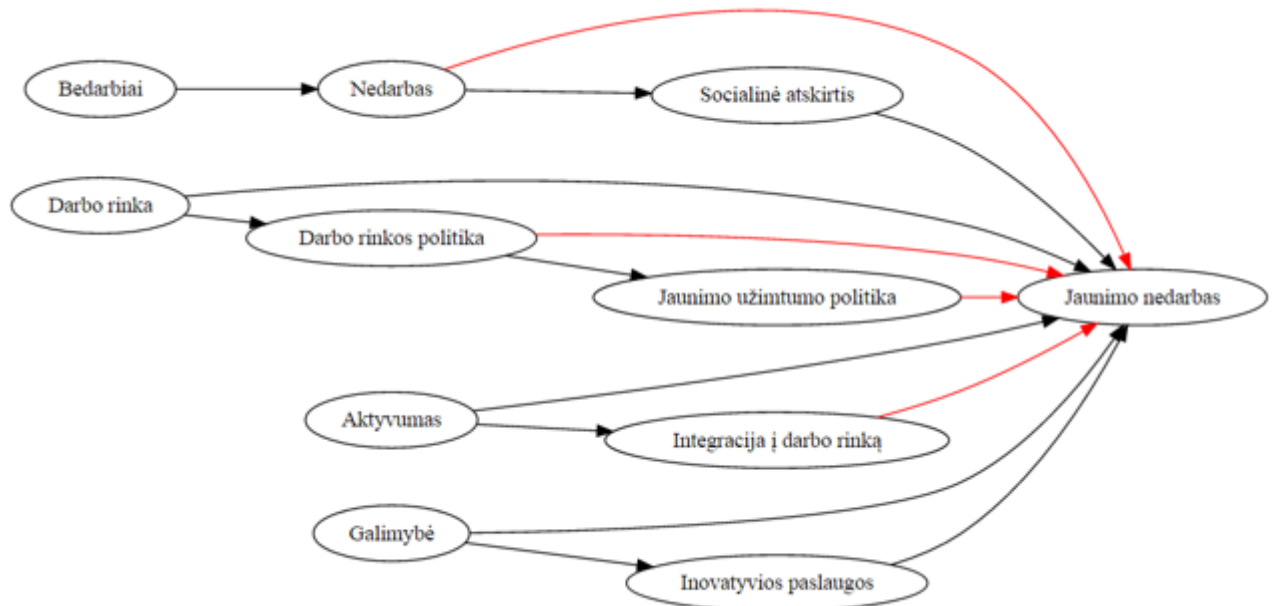 Bedarbiai
Nedarbas
Socialinė atskirtis
Darbo rinka
Darbo rinkos politika
Jaunimo užimtumo politika
Jaunimo nedarbas
Aktyvumas
Integracija į darbo rinką
Galimybė
Inovatyvios paslaugos